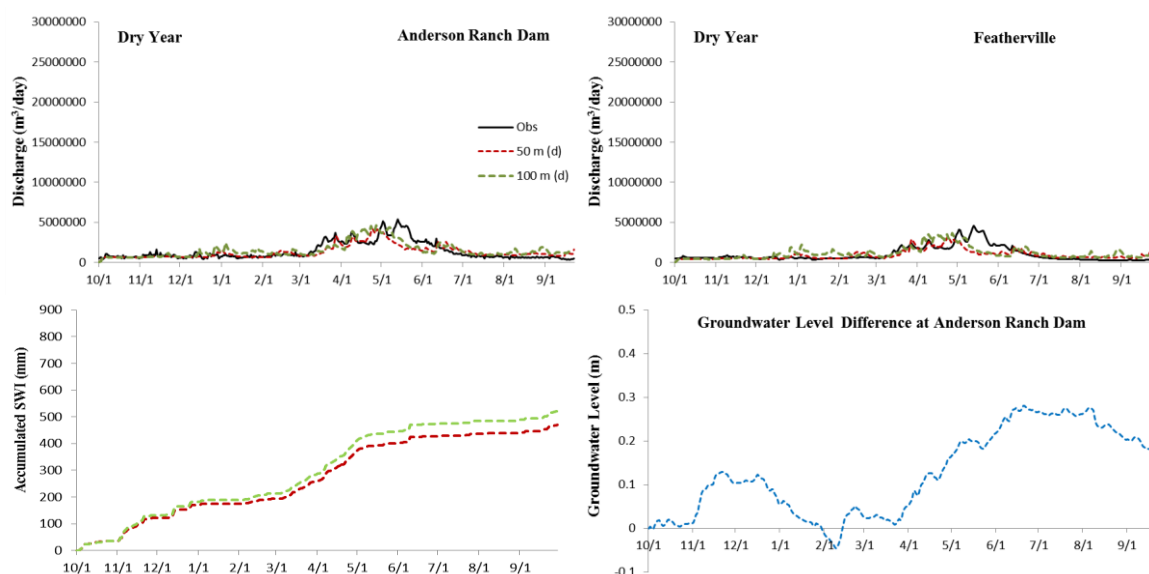 Dry Year
Anderson Ranch Dam
Discharge (m³/day)
30000000
25000000
20000000
15000000
10000000
5000000
0
Obs
50 m (d)
100 m (d)
10/1 11/1 12/1 1/1 2/1 3/1 4/1 5/1 6/1 7/1 8/1 9/1
Dry Year
Featherville
Discharge (m³/day)
30000000
25000000
20000000
15000000
10000000
5000000
0
10/1 11/1 12/1 1/1 2/1 3/1 4/1 5/1 6/1 7/1 8/1 9/1
Accumulated SWI (mm)
900
800
700
600
500
400
300
200
100
0
10/1 11/1 12/1 1/1 2/1 3/1 4/1 5/1 6/1 7/1 8/1 9/1
Groundwater Level Difference at Anderson Ranch Dam
Groundwater Level (m)
0.5
0.4
0.3
0.2
0.1
0
-0.1
10/1 11/1 12/1 1/1 2/1 3/1 4/1 5/1 6/1 7/1 8/1 9/1